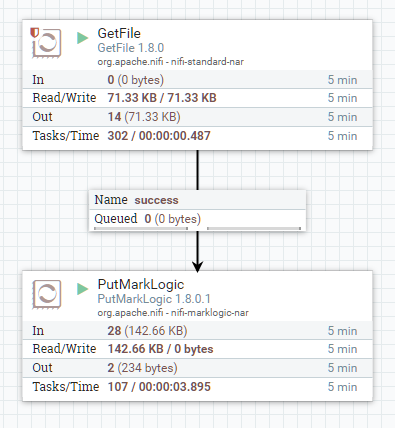 GetFile
GetFile 1.8.0
org.apache.nifi - nifi-standard-nar
In 0 (0 bytes) 5 min
Read/Write 71.33 KB / 71.33 KB 5 min
Out 14 (71.33 KB) 5 min
Tasks/Time 302 / 00:00:00.487 5 min
Name success
Queued 0 (0 bytes)
PutMarkLogic
PutMarkLogic 1.8.0.1
org.apache.nifi - nifi-marklogic-nar
In 28 (142.66 KB) 5 min
Read/Write 142.66 KB / 0 bytes 5 min
Out 2 (234 bytes) 5 min
Tasks/Time 107 / 00:00:03.895 5 min